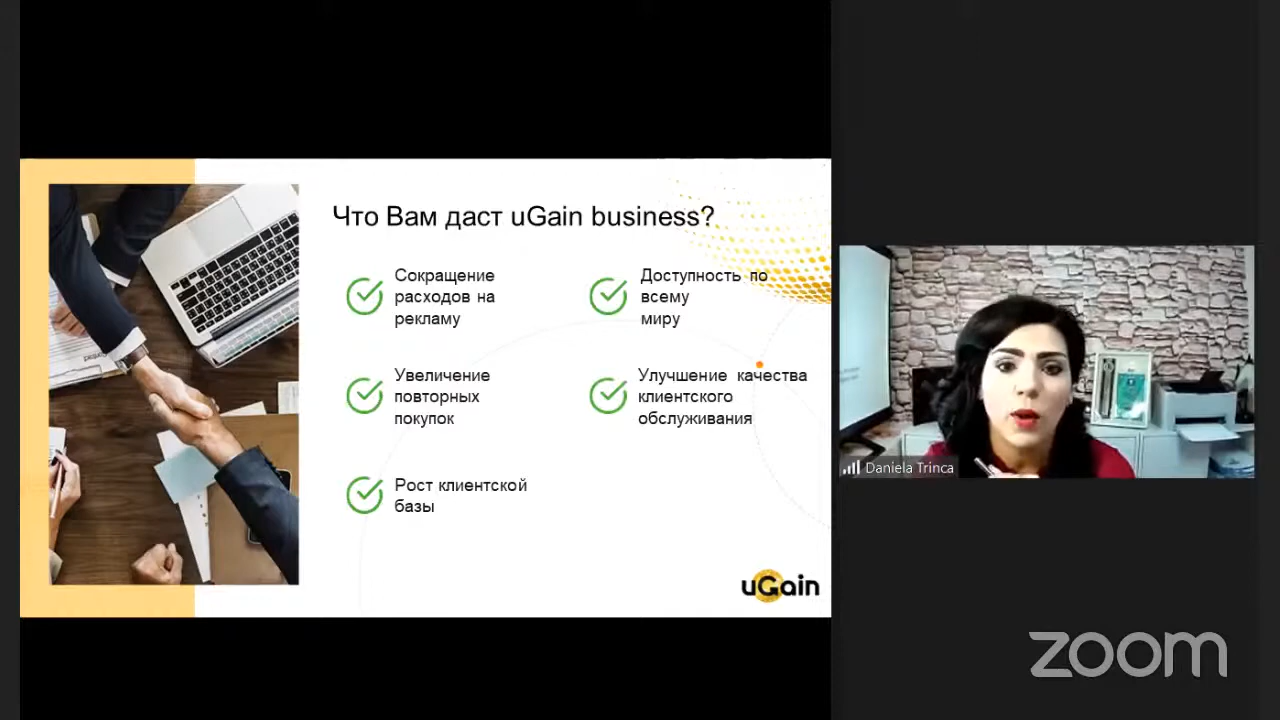 Что Вам даст uGain business?
Сокращение
расходов на
рекламу
Доступность по
всему
миру
Увеличение
повторных
покупок
Улучшение качества
клиентского
обслуживания
Рост клиентской
базы
uGain
Daniela Trinca
zoom